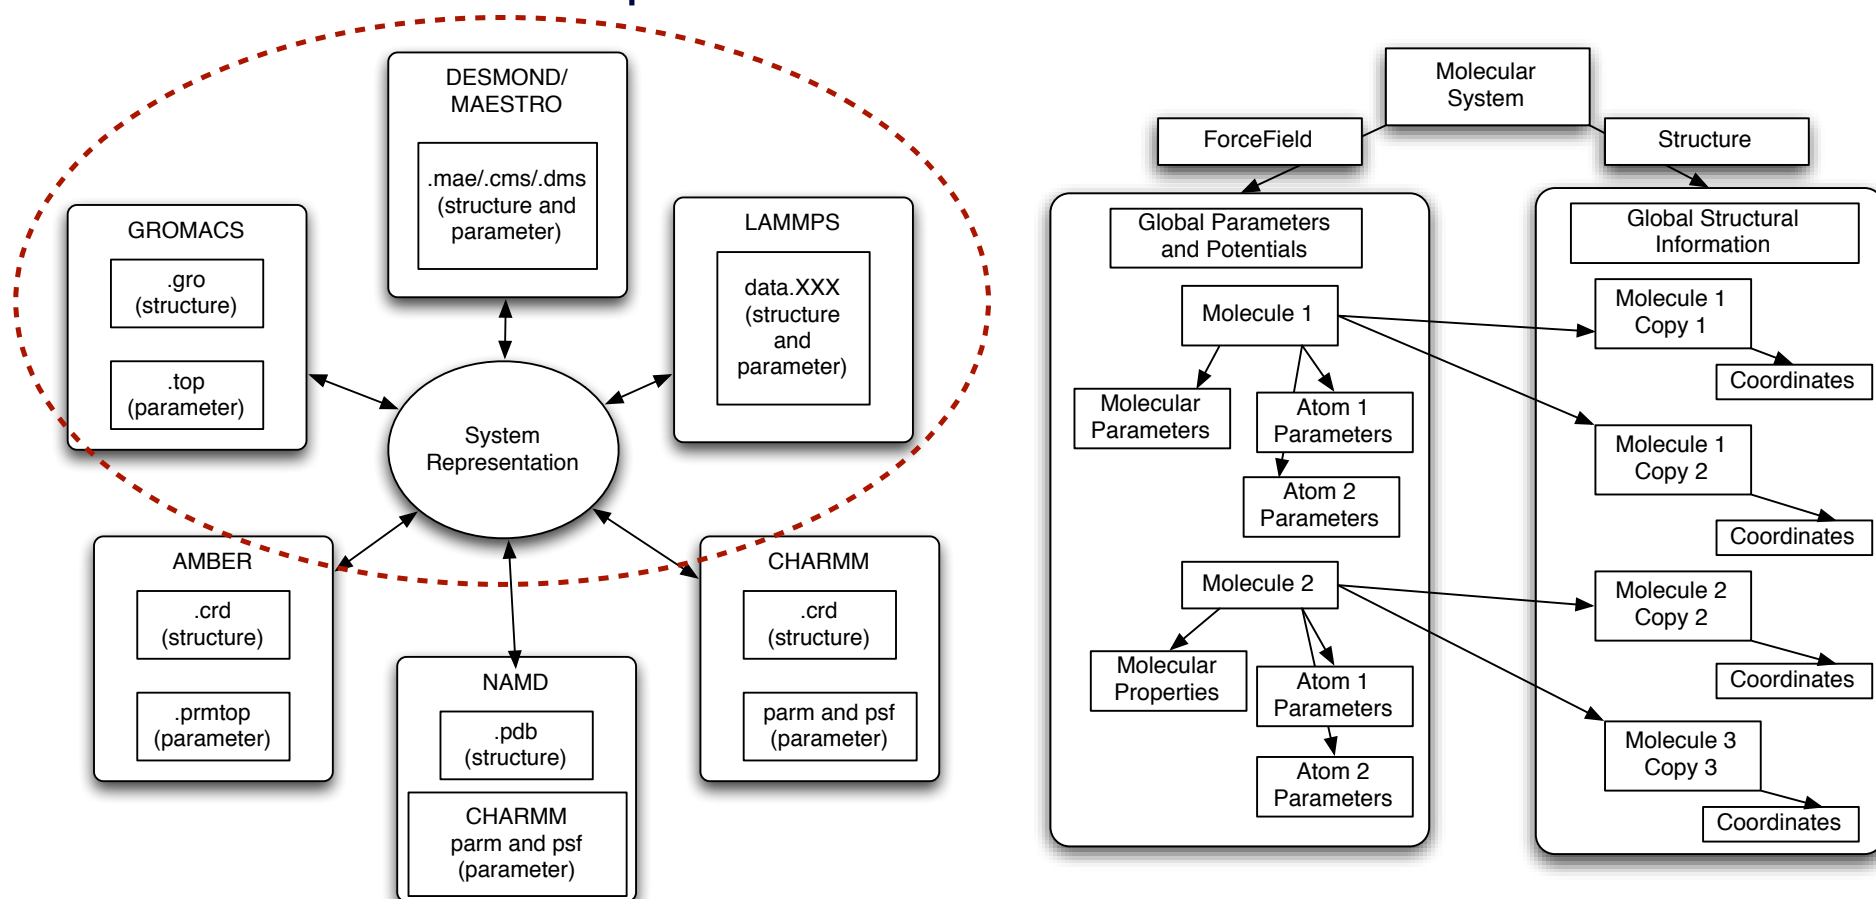 DESMOND/
MAESTRO
.mae/.cms/.dms
(structure and
parameter)
GROMACS
.gro
(structure)
.top
(parameter)
LAMMPS
data.XXX
(structure
and
parameter)
System
Representation
AMBER
.crd
(structure)
.prmtop
(parameter)
NAMD
.pdb
(structure)
CHARMM
parm and psf
(parameter)
CHARMM
.crd
(structure)
parm and psf
(parameter)
Molecular
System
ForceField
Structure
Global Parameters
and Potentials
Molecule 1
Molecular
Parameters
Atom 1
Parameters
Atom 2
Parameters
Molecule 2
Molecular
Properties
Atom 1
Parameters
Atom 2
Parameters
Global Structural
Information
Molecule 1
Copy 1
Coordinates
Molecule 1
Copy 2
Coordinates
Molecule 2
Copy 2
Coordinates
Molecule 3
Copy 3
Coordinates